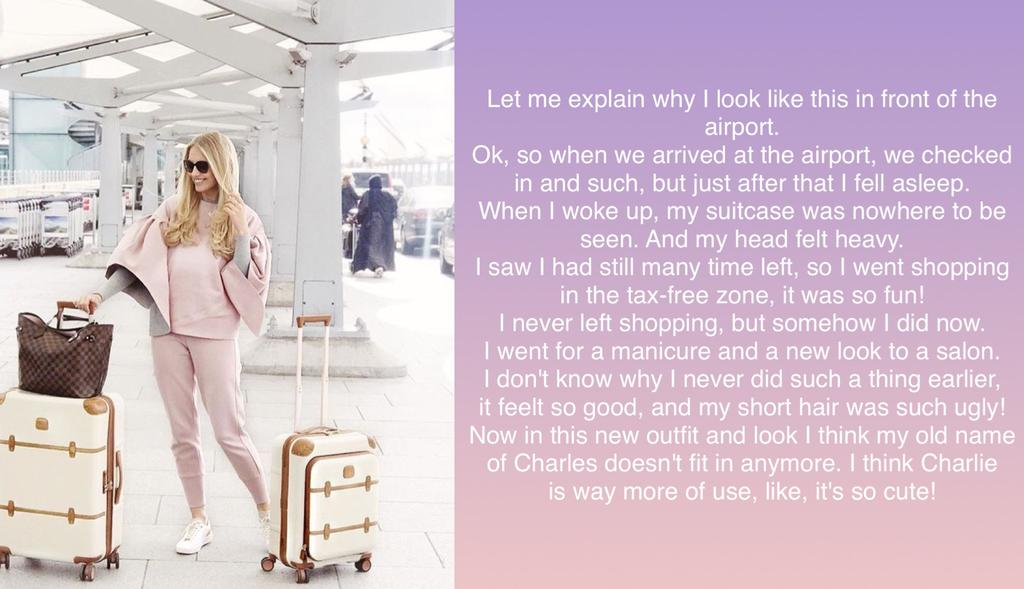 Let me explain why I look like this in front of the
airport.
Ok, so when we arrived at the airport, we checked
in and such, but just after that I fell asleep.
When I woke up, my suitcase was nowhere to be
seen. And my head felt heavy.
I saw I had still many time left, so I went shopping
in the tax-free zone, it was so fun!
I never left shopping, but somehow I did now.
I went for a manicure and a new look to a salon.
I don't know why I never did such a thing earlier,
it feelt so good, and my short hair was such ugly!
Now in this new outfit and look I think my old name
of Charles doesn't fit in anymore. I think Charlie
is way more of use, like, it's so cute!